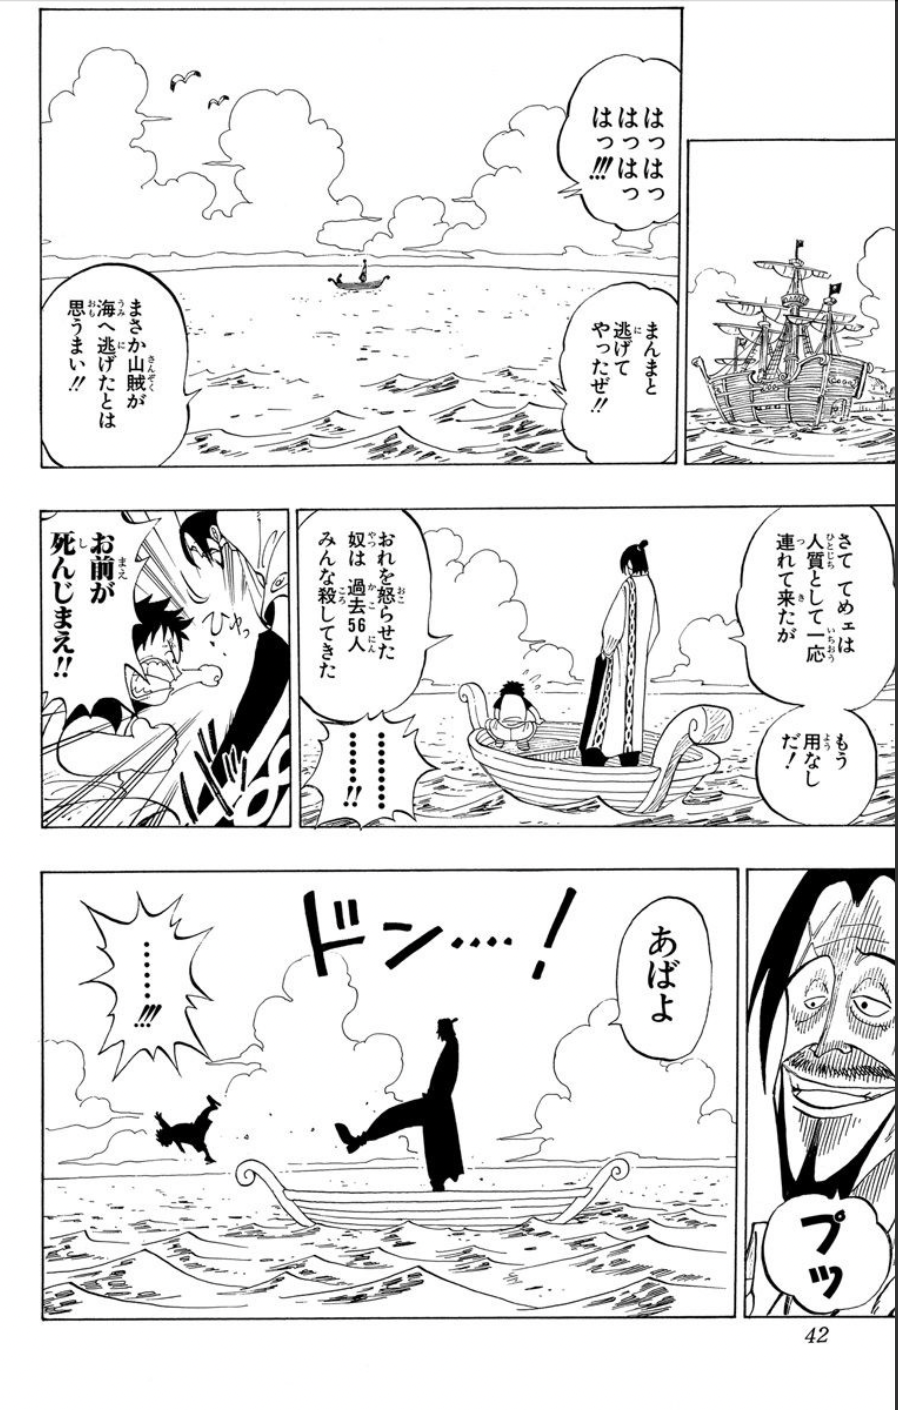 はっはっ
はっはっ
はっ!!!
まんまと
逃げて
やったぜ!!
まさか山賊が
海へ逃げたとは
思うまい!!
さて てめェは
人質として一応
連れて来たが
もう
用なし
だ!
おれを怒らせた
奴は 過去56人
みんな殺してきた
…………!!
お前が
死んじまえ!!
ひゅっ
バッ
プッ
あばよ
ドン‥‥!
……!!!!
42